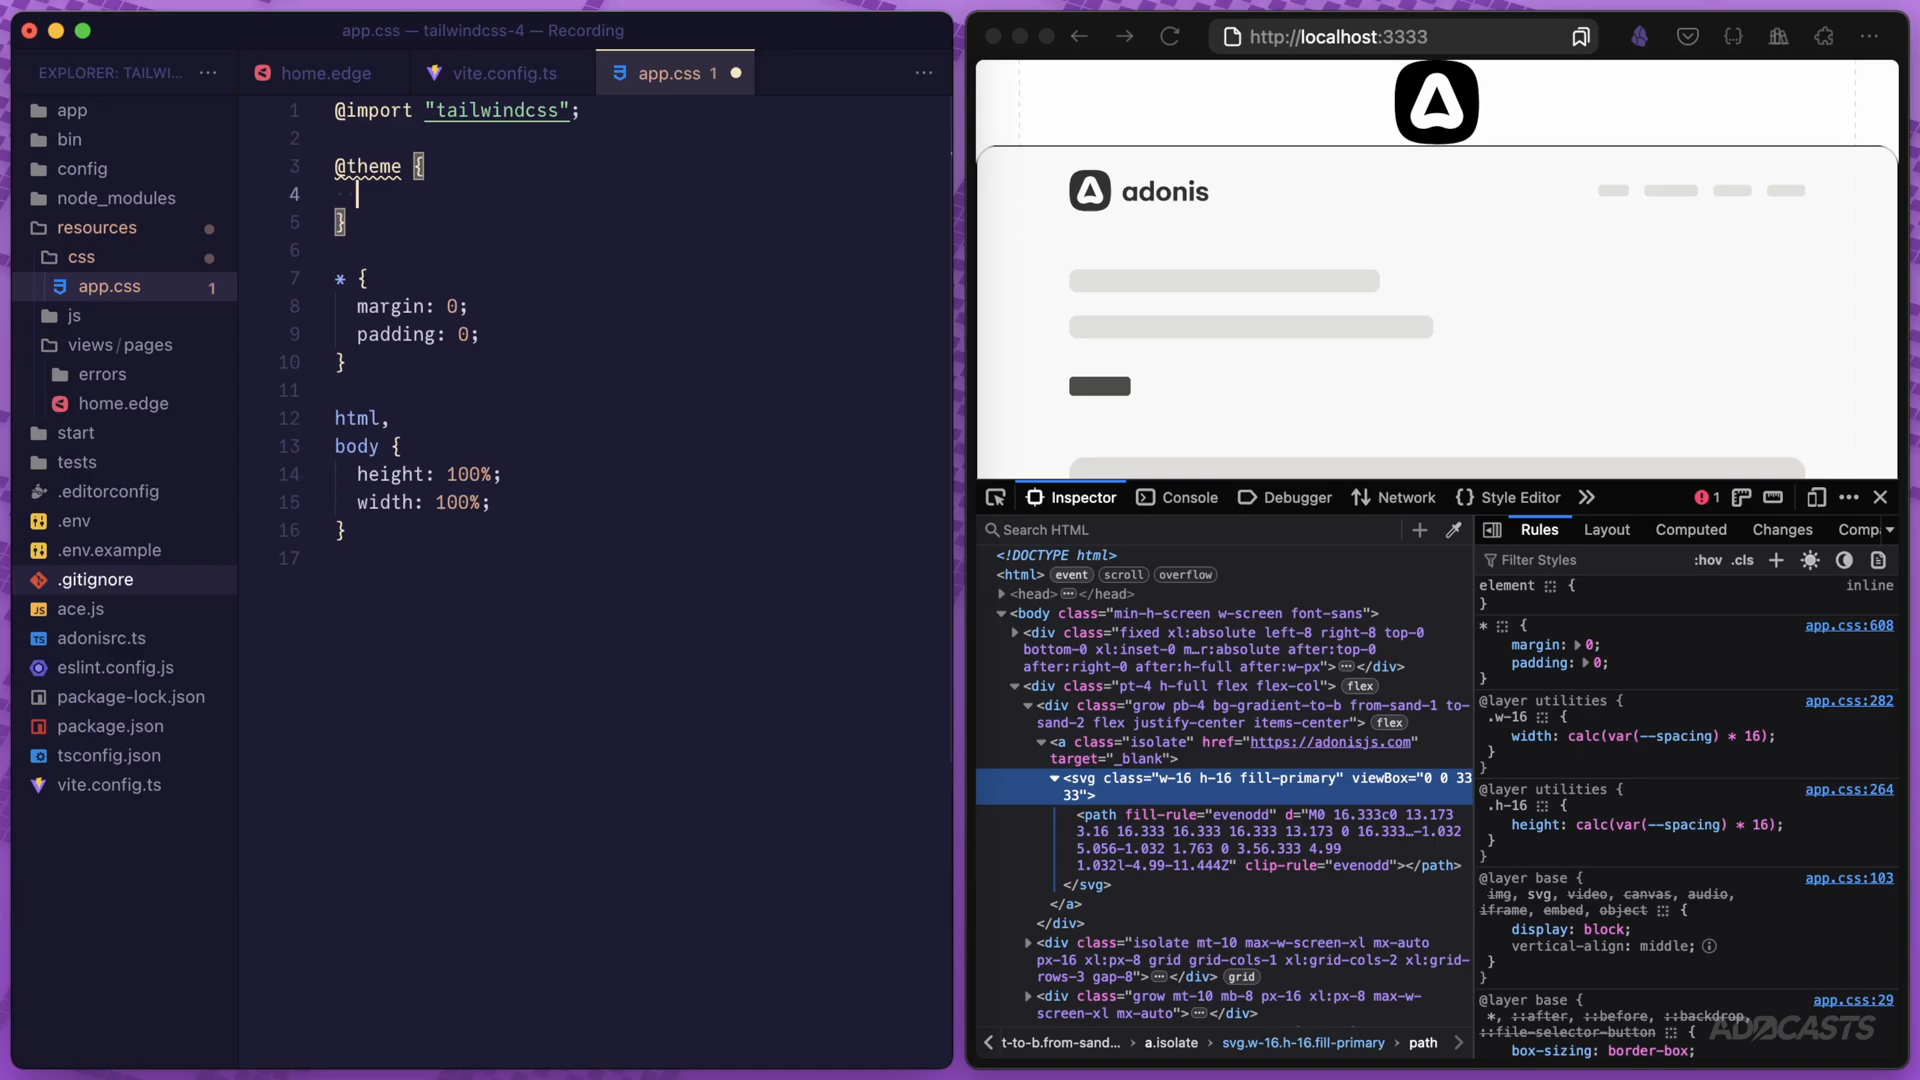 app.css — tailwindcss-4 — Recording
EXPLORER: TAILWI...
home.edge
vite.config.ts
app.css 1
app
bin
config
node_modules
resources
css
app.css 1
js
views/pages
errors
home.edge
start
tests
.editorconfig
.env
.env.example
.gitignore
ace.js
adonisrc.ts
eslint.config.js
package-lock.json
package.json
tsconfig.json
vite.config.ts
1 @import "tailwindcss";
2
3 @theme {
4
5 }
6
7 * {
8 margin: 0;
9 padding: 0;
10 }
11
12 html,
13 body {
14 height: 100%;
15 width: 100%;
16 }
17
http://localhost:3333
adonis
Inspector Console Debugger Network Style Editor 1
Search HTML
<!DOCTYPE html>
<html> event scroll overflow
<head></head>
<body class="min-h-screen w-screen font-sans">
<div class="fixed xl:absolute left-8 right-8 top-0
bottom-0 xl:inset-0 m…r:absolute after:top-0
after:right-0 after:h-full after:w-px"></div>
<div class="pt-4 h-full flex flex-col"> flex
<div class="grow pb-4 bg-gradient-to-b from-sand-1 to-
sand-2 flex justify-center items-center"> flex
<a class="isolate" href="https://adonisjs.com"
target="_blank">
<svg class="w-16 h-16 fill-primary" viewBox="0 0 33
33">
<path fill-rule="evenodd" d="M0 16.333c0 13.173
3.16 16.333 16.333 16.333 13.173 0 16.333…-1.032
5.056-1.032 1.763 0 3.56.333 4.99
1.032l-4.99-11.444Z" clip-rule="evenodd"></path>
</svg>
</a>
</div>
<div class="isolate mt-10 max-w-screen-xl mx-auto
px-16 xl:px-8 grid grid-cols-1 xl:grid-cols-2 xl:grid-
rows-3 gap-8"></div> grid
<div class="grow mt-10 mb-8 px-16 xl:px-8 max-w-
screen-xl mx-auto"></div>
t-to-b.from-sand... a.isolate svg.w-16.h-16.fill-primary path
Rules Layout Computed Changes Comp
Filter Styles :hov .cls
element { inline
}
* { app.css:608
margin: 0;
padding: 0;
}
@layer utilities { app.css:282
.w-16 {
width: calc(var(--spacing) * 16);
}
}
@layer utilities { app.css:264
.h-16 {
height: calc(var(--spacing) * 16);
}
}
@layer base { app.css:103
img, svg, video, canvas, audio,
iframe, embed, object {
display: block;
vertical-align: middle;
}
}
@layer base { app.css:29
*, ::after, ::before, ::backdrop,
::file-selector-button {
box-sizing: border-box;
ADOCASTS